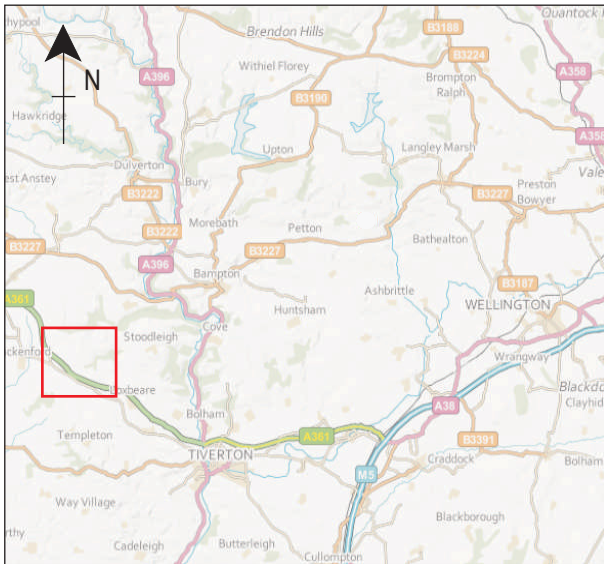 hypool
Brendon Hills
Quantock H
B3188
A358
N
A396
Withiel Florey
B3224
B3190
Brompton
Ralph
Hawkridge
A358
Upton
Langley Marsh
Dulverton
est Anstey
Bury
Vale
B3222
B3227
Preston
Bowyer
Morebath
Petton
B3222
Bathealton
B3227
B3227
A396
Bampton
B3187
Ashbrittle
A361
Huntsham
WELLINGTON
Cove
Stoodleigh
ckenford
Wrangway
Loxbeare
Blackdo
Clayhid
Bolham
A38
Templeton
A361
B3391
TIVERTON
Craddock
Bolham
M5
Way Village
Blackborough
rthy
Cadeleigh
Butterleigh
Cullompton